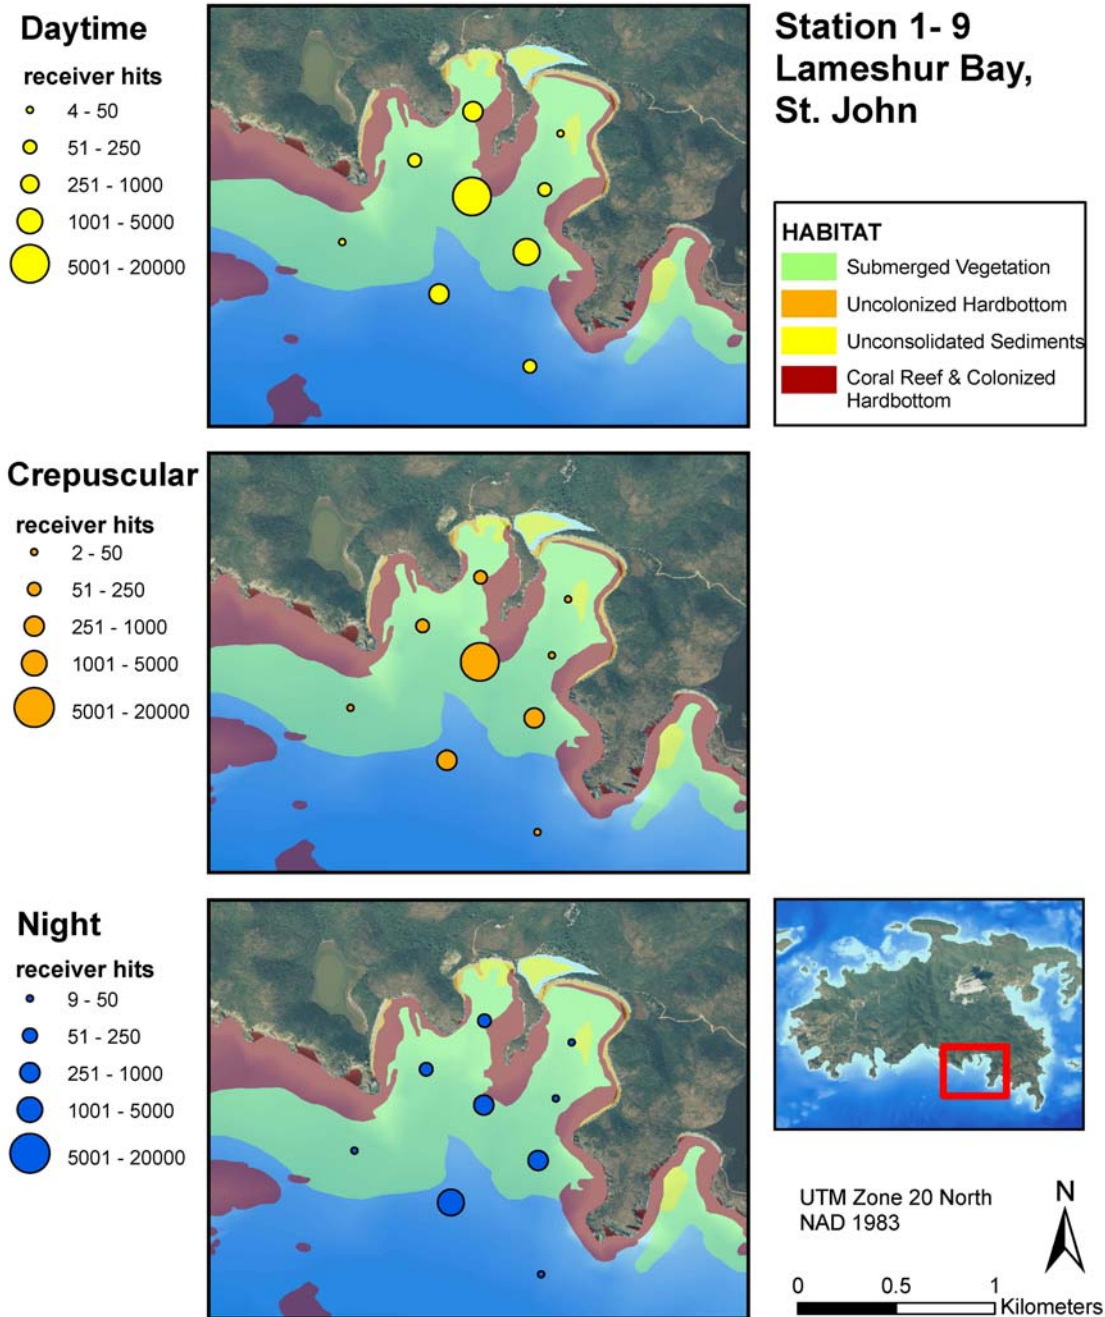 Daytime
receiver hits
4 - 50
51 - 250
251 - 1000
1001 - 5000
5001 - 20000
Station 1- 9
Lameshur Bay,
St. John
HABITAT
Submerged Vegetation
Uncolonized Hardbottom
Unconsolidated Sediments
Coral Reef & Colonized
Hardbottom
Crepuscular
receiver hits
2 - 50
51 - 250
251 - 1000
1001 - 5000
5001 - 20000
Night
receiver hits
9 - 50
51 - 250
251 - 1000
1001 - 5000
5001 - 20000
UTM Zone 20 North
NAD 1983
N
0 0.5 1
Kilometers